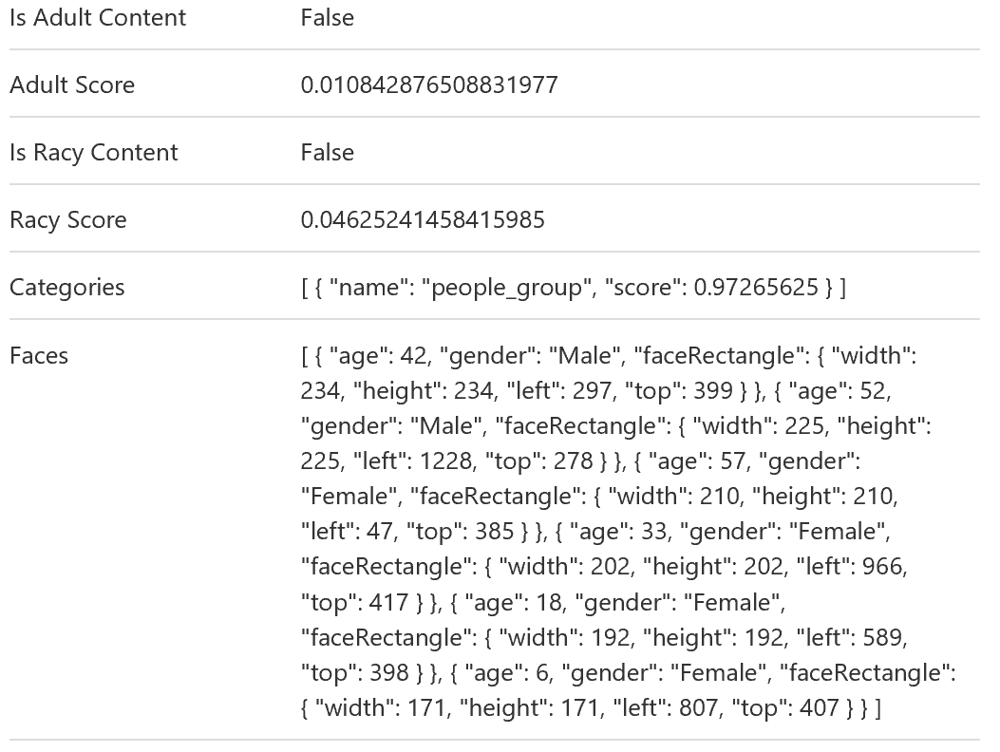 Is Adult Content False
Adult Score 0.010842876508831977
Is Racy Content False
Racy Score 0.04625241458415985
Categories [ { "name": "people_group", "score": 0.97265625 } ]
Faces [ { "age": 42, "gender": "Male", "faceRectangle": { "width":
234, "height": 234, "left": 297, "top": 399 } }, { "age": 52,
"gender": "Male", "faceRectangle": { "width": 225, "height":
225, "left": 1228, "top": 278 } }, { "age": 57, "gender":
"Female", "faceRectangle": { "width": 210, "height": 210,
"left": 47, "top": 385 } }, { "age": 33, "gender": "Female",
"faceRectangle": { "width": 202, "height": 202, "left": 966,
"top": 417 } }, { "age": 18, "gender": "Female",
"faceRectangle": { "width": 192, "height": 192, "left": 589,
"top": 398 } }, { "age": 6, "gender": "Female", "faceRectangle":
{ "width": 171, "height": 171, "left": 807, "top": 407 } } ]